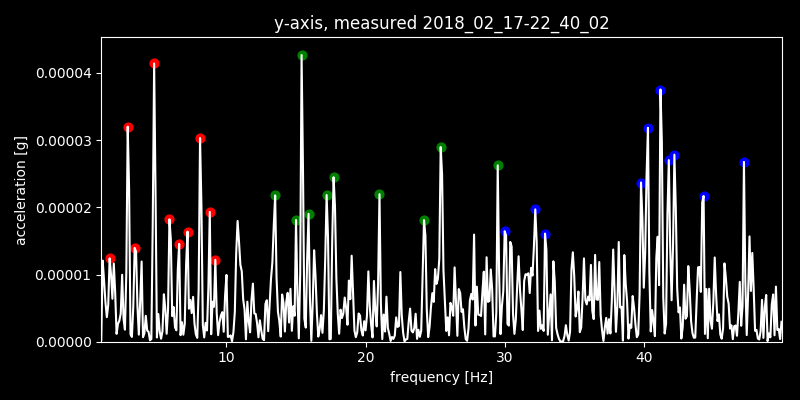 y-axis, measured 2018_02_17-22_40_02
acceleration [g]
0.00004
0.00003
0.00002
0.00001
0.00000
10 20 30 40
frequency [Hz]